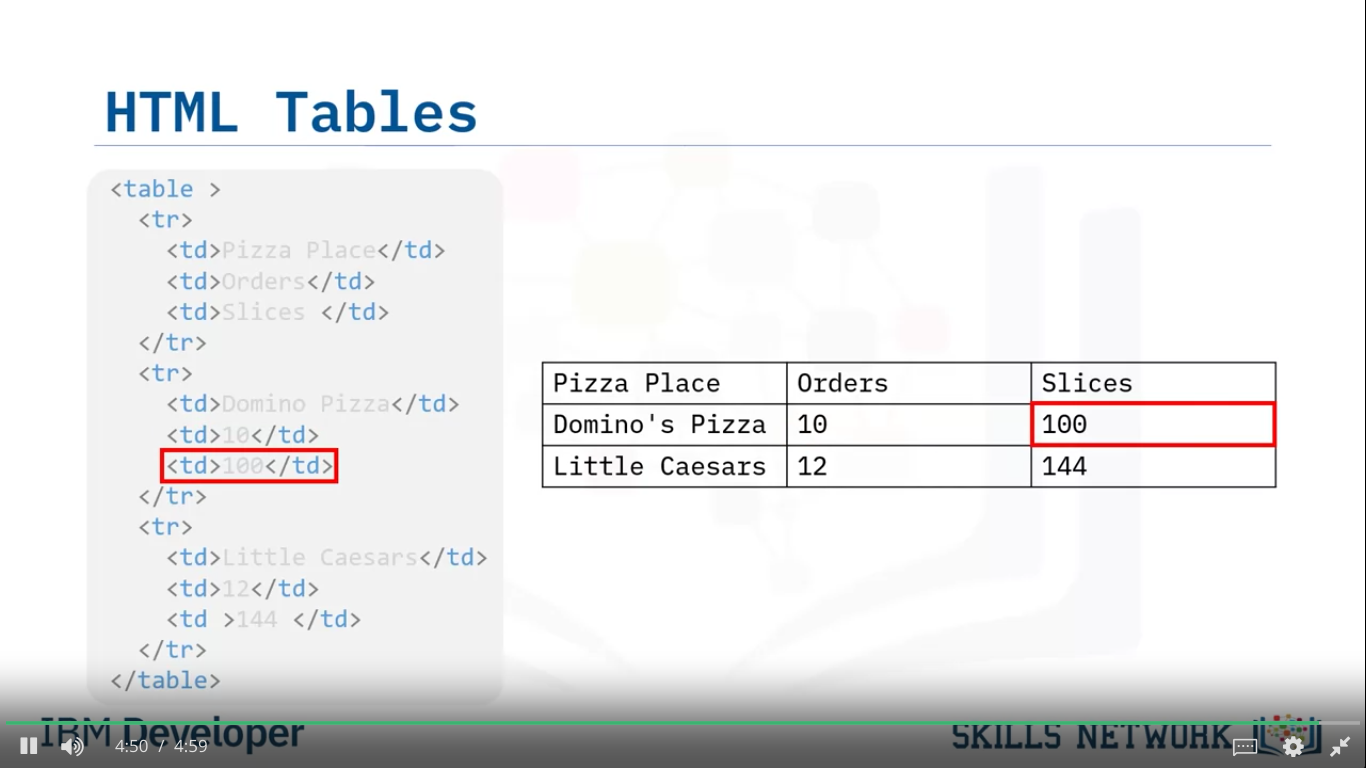 HTML Tables
<table >
<tr>
<td>Pizza Place</td>
<td>Orders</td>
<td>Slices </td>
</tr>
<tr>
<td>Domino Pizza</td>
<td>10</td>
<td>100</td>
</tr>
<tr>
<td>Little Caesars</td>
<td>12</td>
<td >144 </td>
</tr>
</table>
Pizza Place Orders Slices
Domino's Pizza 10 100
Little Caesars 12 144
IBM Developer
SKILLS NETWORK
4:50 / 4:59